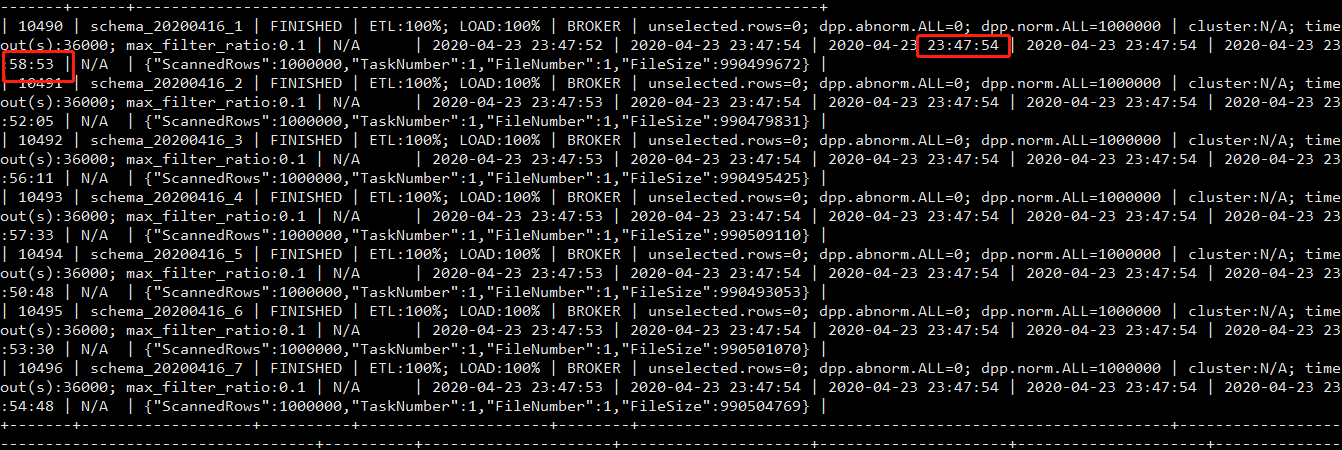 -------+------+---------------------------------------------------------------------+
| 10490 | schema_20200416_1 | FINISHED | ETL:100%; LOAD:100% | BROKER | unselected.rows=0; dpp.abnorm.ALL=0; dpp.norm.ALL=1000000 | cluster:N/A; time
out(s):36000; max_filter_ratio:0.1 | N/A | 2020-04-23 23:47:52 | 2020-04-23 23:47:54 | 2020-04-23 23:47:54 | 2020-04-23 23:47:54 | 2020-04-23 23
:58:53 | N/A | {"ScannedRows":1000000,"TaskNumber":1,"FileNumber":1,"FileSize":990499672} |
| 10491 | schema_20200416_2 | FINISHED | ETL:100%; LOAD:100% | BROKER | unselected.rows=0; dpp.abnorm.ALL=0; dpp.norm.ALL=1000000 | cluster:N/A; time
out(s):36000; max_filter_ratio:0.1 | N/A | 2020-04-23 23:47:53 | 2020-04-23 23:47:54 | 2020-04-23 23:47:54 | 2020-04-23 23:47:54 | 2020-04-23 23
:52:05 | N/A | {"ScannedRows":1000000,"TaskNumber":1,"FileNumber":1,"FileSize":990479831} |
| 10492 | schema_20200416_3 | FINISHED | ETL:100%; LOAD:100% | BROKER | unselected.rows=0; dpp.abnorm.ALL=0; dpp.norm.ALL=1000000 | cluster:N/A; time
out(s):36000; max_filter_ratio:0.1 | N/A | 2020-04-23 23:47:53 | 2020-04-23 23:47:54 | 2020-04-23 23:47:54 | 2020-04-23 23:47:54 | 2020-04-23 23
:56:11 | N/A | {"ScannedRows":1000000,"TaskNumber":1,"FileNumber":1,"FileSize":990495425} |
| 10493 | schema_20200416_4 | FINISHED | ETL:100%; LOAD:100% | BROKER | unselected.rows=0; dpp.abnorm.ALL=0; dpp.norm.ALL=1000000 | cluster:N/A; time
out(s):36000; max_filter_ratio:0.1 | N/A | 2020-04-23 23:47:53 | 2020-04-23 23:47:54 | 2020-04-23 23:47:54 | 2020-04-23 23:47:54 | 2020-04-23 23
:57:33 | N/A | {"ScannedRows":1000000,"TaskNumber":1,"FileNumber":1,"FileSize":990509110} |
| 10494 | schema_20200416_5 | FINISHED | ETL:100%; LOAD:100% | BROKER | unselected.rows=0; dpp.abnorm.ALL=0; dpp.norm.ALL=1000000 | cluster:N/A; time
out(s):36000; max_filter_ratio:0.1 | N/A | 2020-04-23 23:47:53 | 2020-04-23 23:47:54 | 2020-04-23 23:47:54 | 2020-04-23 23:47:54 | 2020-04-23 23
:50:48 | N/A | {"ScannedRows":1000000,"TaskNumber":1,"FileNumber":1,"FileSize":990493053} |
| 10495 | schema_20200416_6 | FINISHED | ETL:100%; LOAD:100% | BROKER | unselected.rows=0; dpp.abnorm.ALL=0; dpp.norm.ALL=1000000 | cluster:N/A; time
out(s):36000; max_filter_ratio:0.1 | N/A | 2020-04-23 23:47:53 | 2020-04-23 23:47:54 | 2020-04-23 23:47:54 | 2020-04-23 23:47:54 | 2020-04-23 23
:53:30 | N/A | {"ScannedRows":1000000,"TaskNumber":1,"FileNumber":1,"FileSize":990501070} |
| 10496 | schema_20200416_7 | FINISHED | ETL:100%; LOAD:100% | BROKER | unselected.rows=0; dpp.abnorm.ALL=0; dpp.norm.ALL=1000000 | cluster:N/A; time
out(s):36000; max_filter_ratio:0.1 | N/A | 2020-04-23 23:47:53 | 2020-04-23 23:47:54 | 2020-04-23 23:47:54 | 2020-04-23 23:47:54 | 2020-04-23 23
:54:48 | N/A | {"ScannedRows":1000000,"TaskNumber":1,"FileNumber":1,"FileSize":990504769} |
+-------+-------------------+----------+---------------------+--------+-----------------------------------------------------------+------------------
-----------------------------------+----------+---------------------+---------------------+---------------------+---------------------+--------------